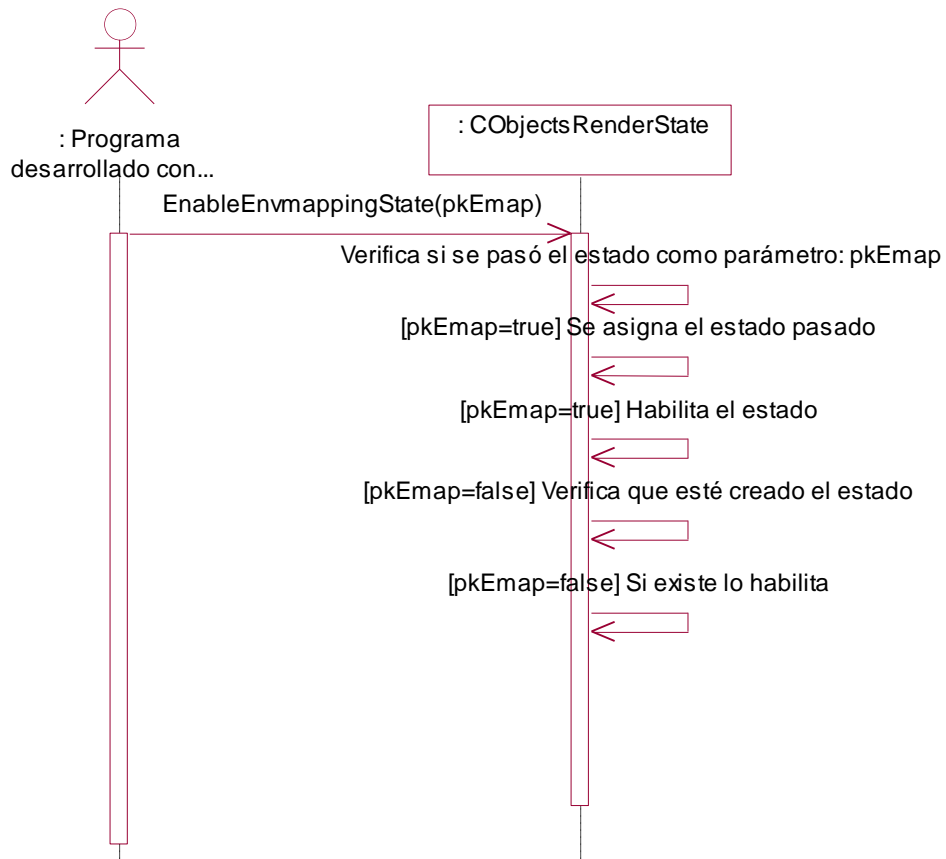 : Programa
desarrollado con...
: CObjectsRenderState
EnableEnvmappingState(pkEmap)
Verifica si se pasó el estado como parámetro: pkEmap
[pkEmap=true] Se asigna el estado pasado
[pkEmap=true] Habilita el estado
[pkEmap=false] Verifica que esté creado el estado
[pkEmap=false] Si existe lo habilita